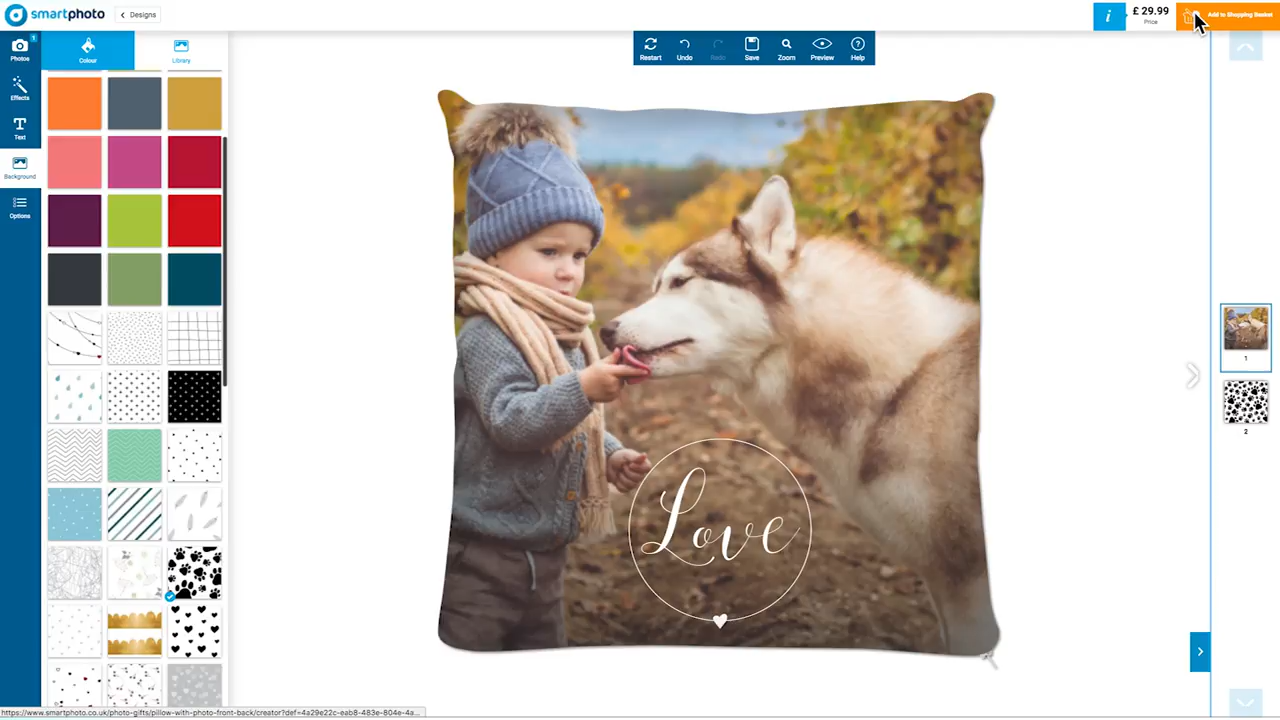 smartphoto
Designs
i
£ 29.99
Price
Add to Shopping Basket
Photos
1
Effects
Text
Background
Options
Colour
Library
Restart
Undo
Redo
Save
Zoom
Preview
Help
Love
1
2
https://www.smartphoto.co.uk/photo-gifts/pillow-with-photo-front-back/creator?def=4a29e22c-eab8-483e-804e-4a...